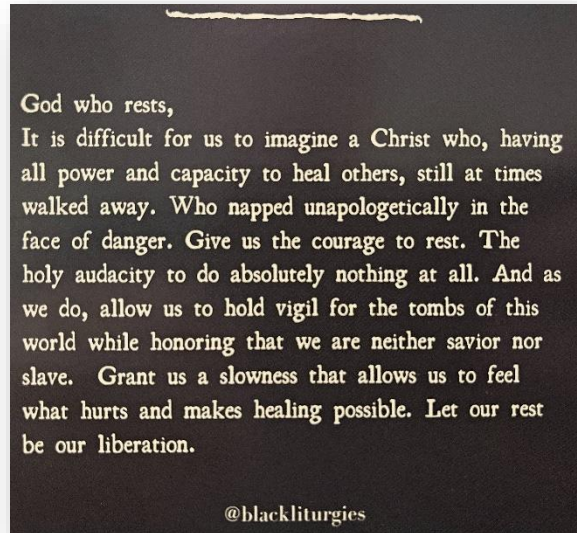 God who rests,
It is difficult for us to imagine a Christ who, having
all power and capacity to heal others, still at times
walked away. Who napped unapologetically in the
face of danger. Give us the courage to rest. The
holy audacity to do absolutely nothing at all. And as
we do, allow us to hold vigil for the tombs of this
world while honoring that we are neither savior nor
slave.  Grant us a slowness that allows us to feel
what hurts and makes healing possible. Let our rest
be our liberation.
@blackliturgies